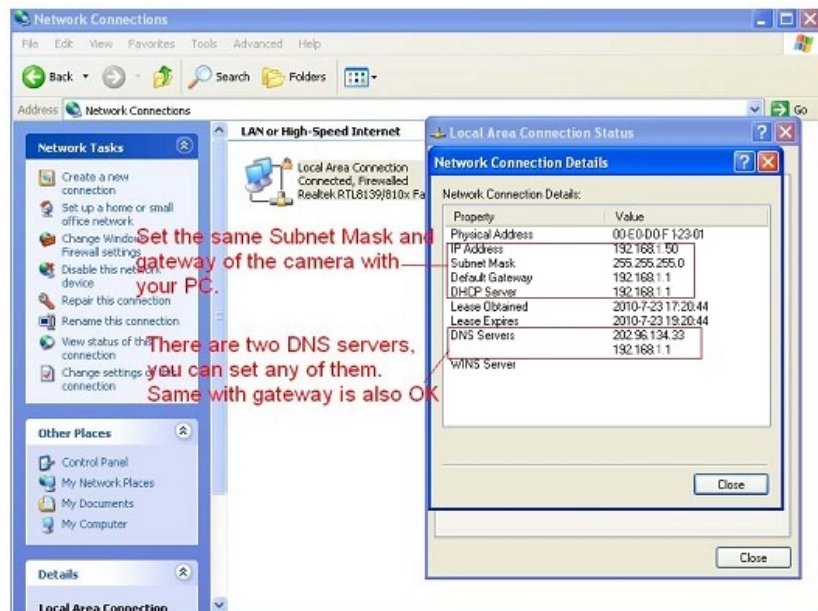 Network Connections
File Edit View Favorites Tools Advanced Help
Back Search Folders
Address Network Connections Go
Network Tasks
Create a new
connection
Set up a home or small
office network
Change Windows
Firewall settings
Disable this network
device
Repair this connection
Rename this connection
View status of this
connection
Change settings of this
connection
Other Places
Control Panel
My Network Places
My Documents
My Computer
Details
Local Area Connection
LAN or High-Speed Internet
Local Area Connection
Connected, Firewalled
Realtek RTL8139/810x Fa
Set the same Subnet Mask and
gateway of the camera with
your PC.
There are two DNS servers,
you can set any of them.
Same with gateway is also OK
Local Area Connection Status
Network Connection Details
Network Connection Details:
Property Value
Physical Address 00-E0-D0-F1-23-01
IP Address 192.168.1.50
Subnet Mask 255.255.255.0
Default Gateway 192.168.1.1
DHCP Server 192.168.1.1
Lease Obtained 2010-7-23 17:20:44
Lease Expires 2010-7-23 19:20:44
DNS Servers 202.96.134.33
192.168.1.1
WINS Server
Close
Close